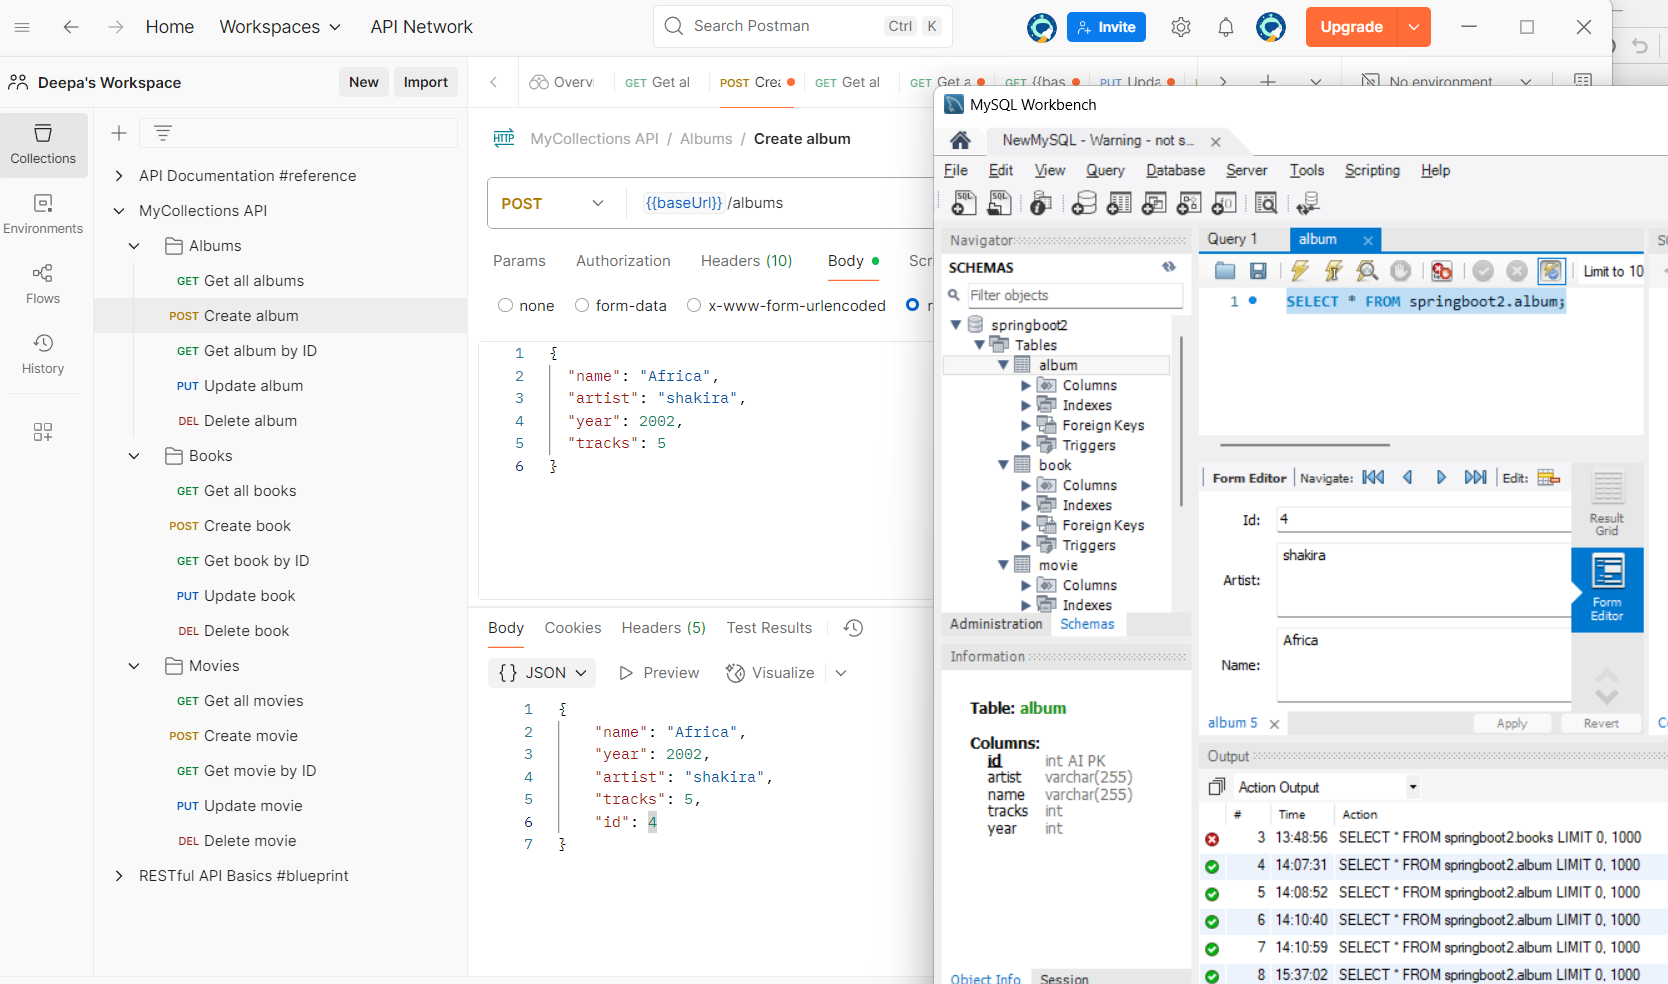 Home
Workspaces
API Network
Search Postman
Ctrl K
Invite
Upgrade
Deepa's Workspace
New
Import
Overv
GET Get al
POST Crea
GET Get al
GET Get a
GET {{bas
PUT Upda
No environment
Collections
Environments
Flows
History
API Documentation #reference
MyCollections API
Albums
GET Get all albums
POST Create album
GET Get album by ID
PUT Update album
DEL Delete album
Books
GET Get all books
POST Create book
GET Get book by ID
PUT Update book
DEL Delete book
Movies
GET Get all movies
POST Create movie
GET Get movie by ID
PUT Update movie
DEL Delete movie
RESTful API Basics #blueprint
HTTP MyCollections API / Albums / Create album
POST {{baseUrl}} /albums
Params Authorization Headers (10) Body Scr
none form-data x-www-form-urlencoded r
1 {
2 "name": "Africa",
3 "artist": "shakira",
4 "year": 2002,
5 "tracks": 5
6 }
Body Cookies Headers (5) Test Results
{} JSON Preview Visualize
1 {
2 "name": "Africa",
3 "year": 2002,
4 "artist": "shakira",
5 "tracks": 5,
6 "id": 4
7 }
MySQL Workbench
NewMySQL - Warning - not s...
File Edit View Query Database Server Tools Scripting Help
Navigator
SCHEMAS
Filter objects
springboot2
Tables
album
Columns
Indexes
Foreign Keys
Triggers
book
Columns
Indexes
Foreign Keys
Triggers
movie
Columns
Indexes
Administration Schemas
Information
Table: album
Columns:
id int AI PK
artist varchar(255)
name varchar(255)
tracks int
year int
Object Info Session
Query 1 album
Limit to 10
1 SELECT * FROM springboot2.album;
Form Editor Navigate: Edit:
Id: 4
Artist: shakira
Name: Africa
Result Grid
Form Editor
album 5
Apply Revert
Output
Action Output
# Time Action
3 13:48:56 SELECT * FROM springboot2.books LIMIT 0, 1000
4 14:07:31 SELECT * FROM springboot2.album LIMIT 0, 1000
5 14:08:52 SELECT * FROM springboot2.album LIMIT 0, 1000
6 14:10:40 SELECT * FROM springboot2.album LIMIT 0, 1000
7 14:10:59 SELECT * FROM springboot2.album LIMIT 0, 1000
8 15:37:02 SELECT * FROM springboot2.album LIMIT 0, 1000